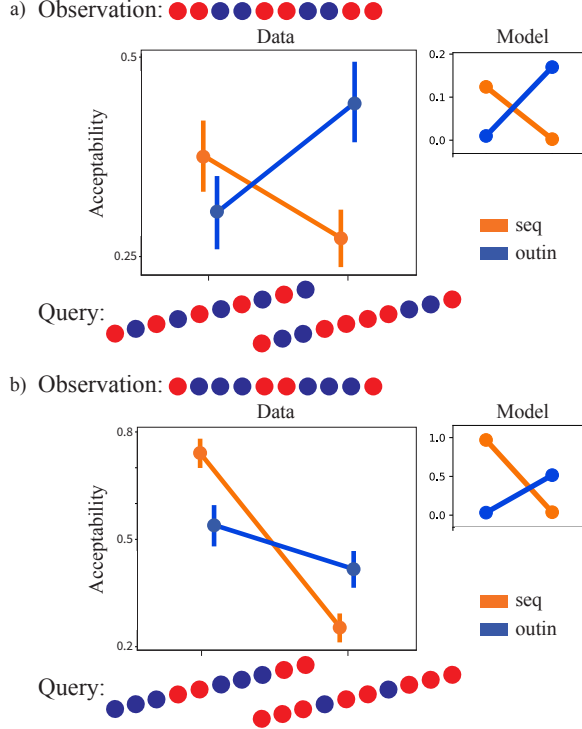 a) Observation:
Data
Model
0.5
0.2
0.1
0.0
Acceptability
0.25
seq
outin
Query:
b) Observation:
Data
Model
0.8
1.0
0.5
0.0
Acceptability
0.5
0.2
seq
outin
Query: